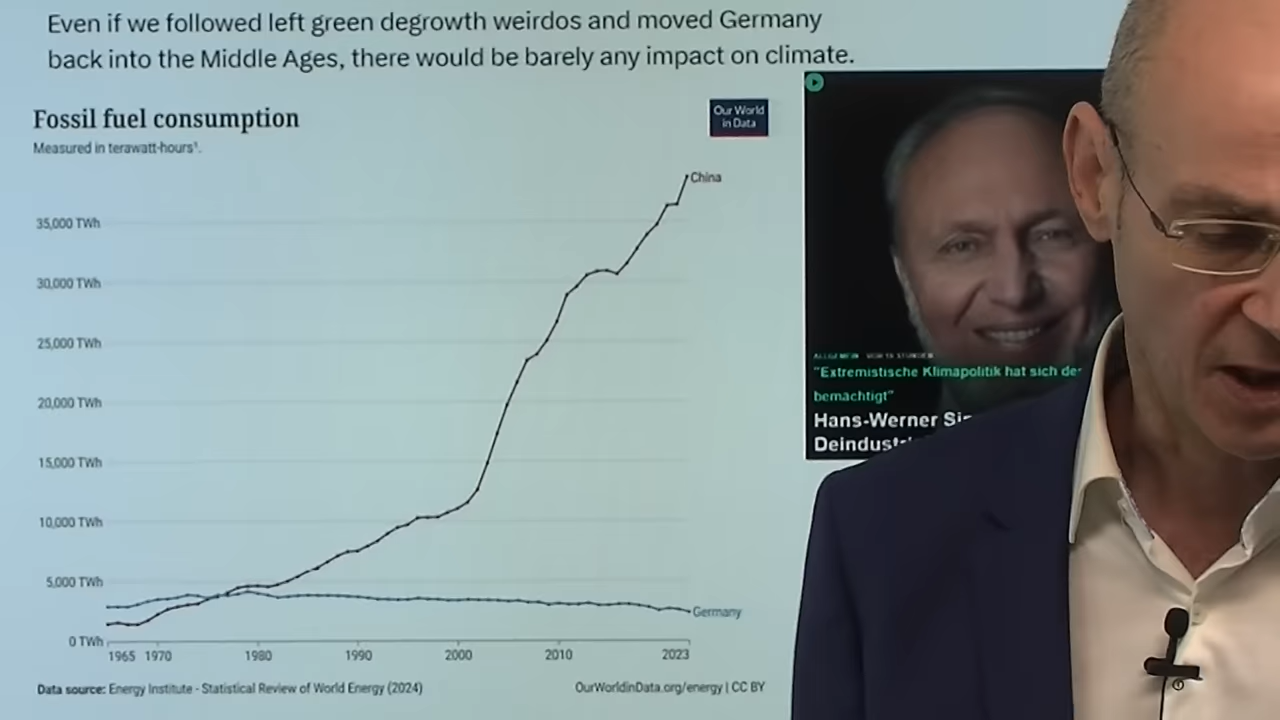 Even if we followed left green degrowth weirdos and moved Germany
back into the Middle Ages, there would be barely any impact on climate.
Fossil fuel consumption
Our World
in Data
Measured in terawatt-hours¹.
China
35,000 TWh
30,000 TWh
25,000 TWh
20,000 TWh
15,000 TWh
10,000 TWh
5,000 TWh
Germany
0 TWh
1965 1970 1980 1990 2000 2010 2023
Data source: Energy Institute - Statistical Review of World Energy (2024)
OurWorldinData.org/energy | CC BY
ALLGEMEIN
"Extremistische Klimapolitik hat sich
bemächtigt"
Hans-Werner